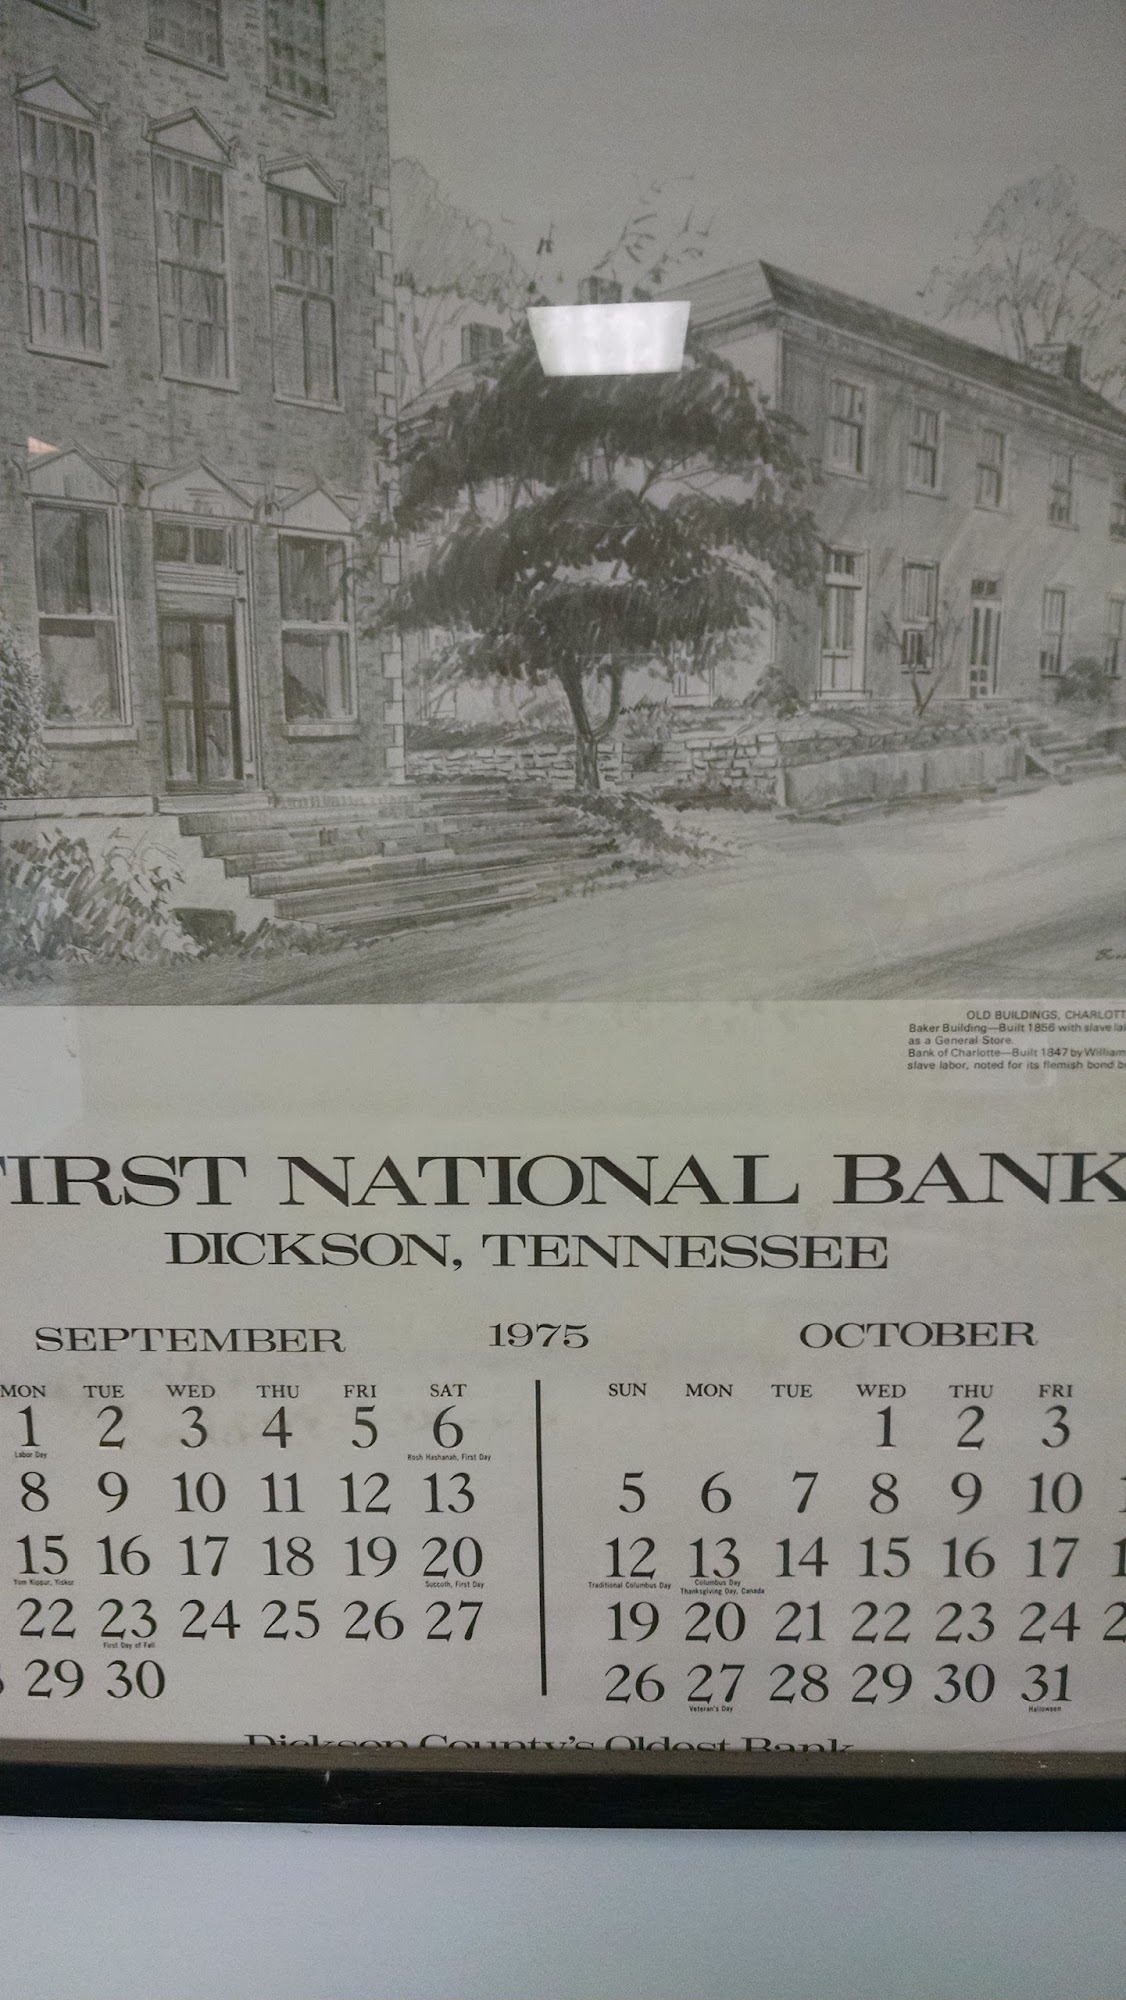 OLD BUILDINGS, CHARLOTT
Baker Building—Built 1856 with slave la
as a General Store.
Bank of Charlotte—Built 1847 by William
slave labor, noted for its flemish bond b
FIRST NATIONAL BANK
DICKSON, TENNESSEE
SEPTEMBER 1975 OCTOBER
MON TUE WED THU FRI SAT SUN MON TUE WED THU FRI
1 2 3 4 5 6 1 2 3
Labor Day Rosh Hashanah, First Day
8 9 10 11 12 13 5 6 7 8 9 10
15 16 17 18 19 20 12 13 14 15 16 17
Yom Kippur, Yiskor Succoth, First Day Traditional Columbus Day Columbus Day
Thanksgiving Day, Canada
22 23 24 25 26 27 19 20 21 22 23 24
First Day of Fall
29 30 26 27 28 29 30 31
Veteran's Day Halloween
Dickson County's Oldest Bank